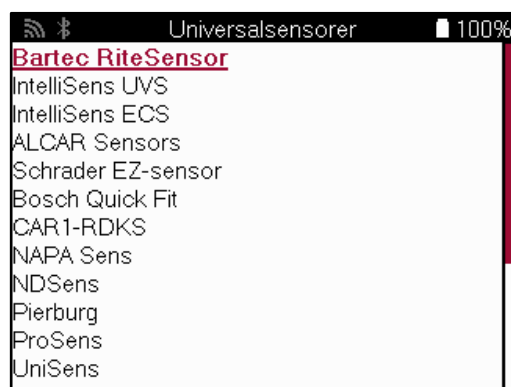 Universalsensorer 100%
Bartec RiteSensor
IntelliSens UVS
IntelliSens ECS
ALCAR Sensors
Schrader EZ-sensor
Bosch Quick Fit
CAR1-RDKS
NAPA Sens
NDSens
Pierburg
ProSens
UniSens